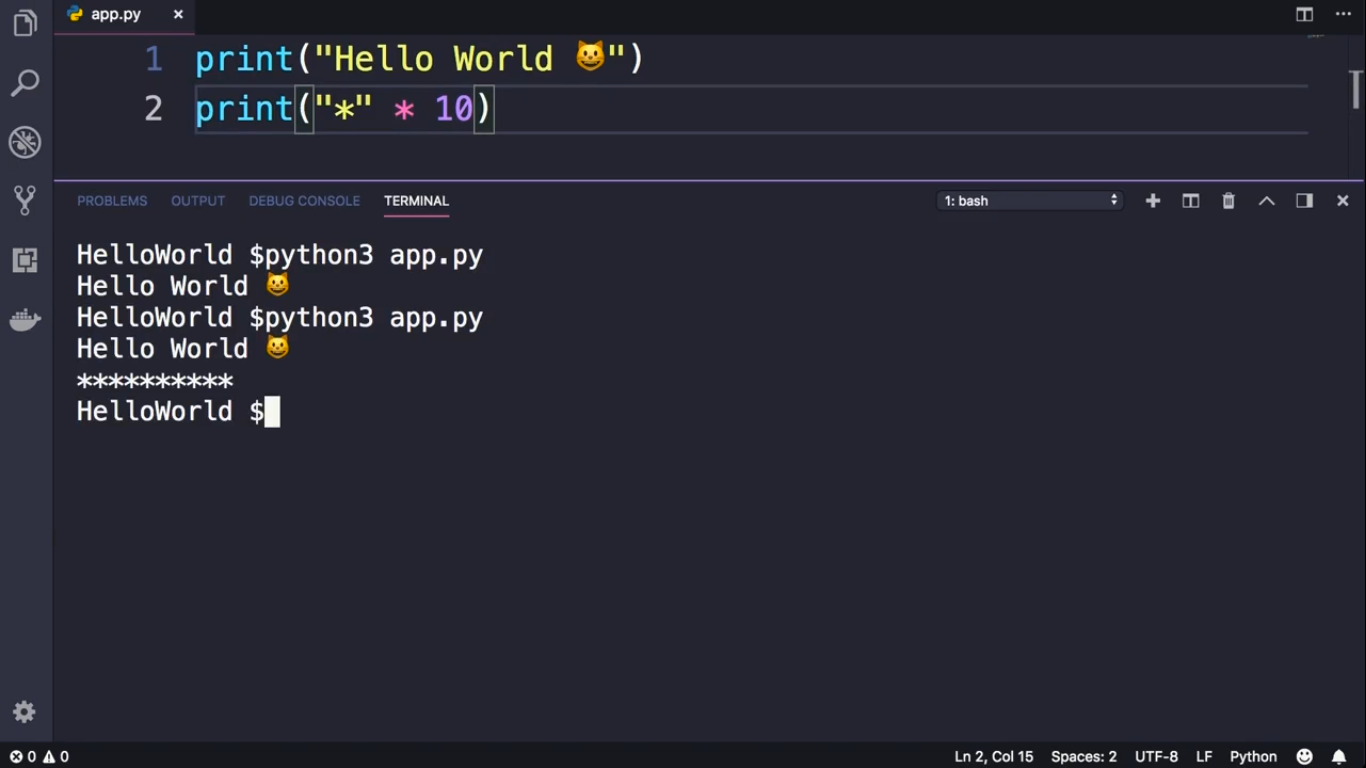 app.py
1 print("Hello World 😺")
2 print("*" * 10)
PROBLEMS OUTPUT DEBUG CONSOLE TERMINAL 1: bash
HelloWorld $python3 app.py
Hello World 😺
HelloWorld $python3 app.py
Hello World 😺
**********
HelloWorld $
0 0 Ln 2, Col 15 Spaces: 2 UTF-8 LF Python